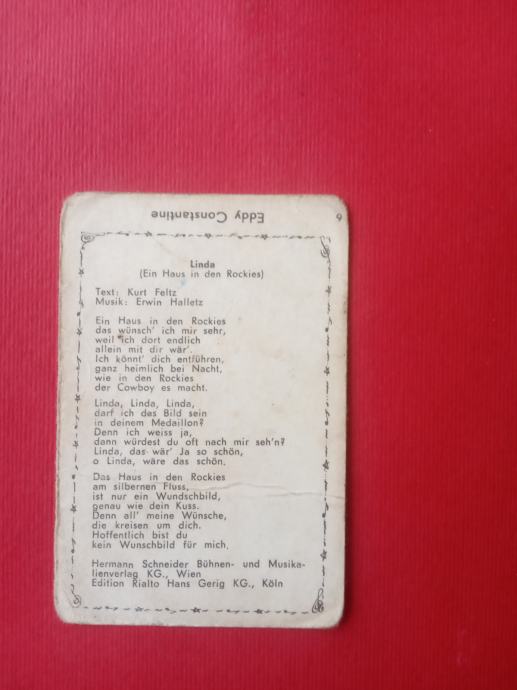 Eddy Constantine
9
Linda
(Ein Haus in den Rockies)
Text: Kurt Feltz
Musik: Erwin Halletz
Ein Haus in den Rockies
das wünsch' ich mir sehr,
weil ich dort endlich
allein mit dir wär'.
Ich könnt' dich entführen,
ganz heimlich bei Nacht,
wie in den Rockies
der Cowboy es macht.
Linda, Linda, Linda,
darf ich das Bild sein
in deinem Medaillon?
Denn ich weiss ja,
dann würdest du oft nach mir seh'n?
Linda, das wär' Ja so schön,
o Linda, wäre das schön.
Das Haus in den Rockies
am silbernen Fluss,
ist nur ein Wundschbild,
genau wie dein Kuss.
Denn all' meine Wünsche,
die kreisen um dich.
Hoffentlich bist du
kein Wunschbild für mich.
Hermann Schneider Bühnen- und Musika-
lienverlag KG., Wien
Edition Rialto Hans Gerig KG., Köln